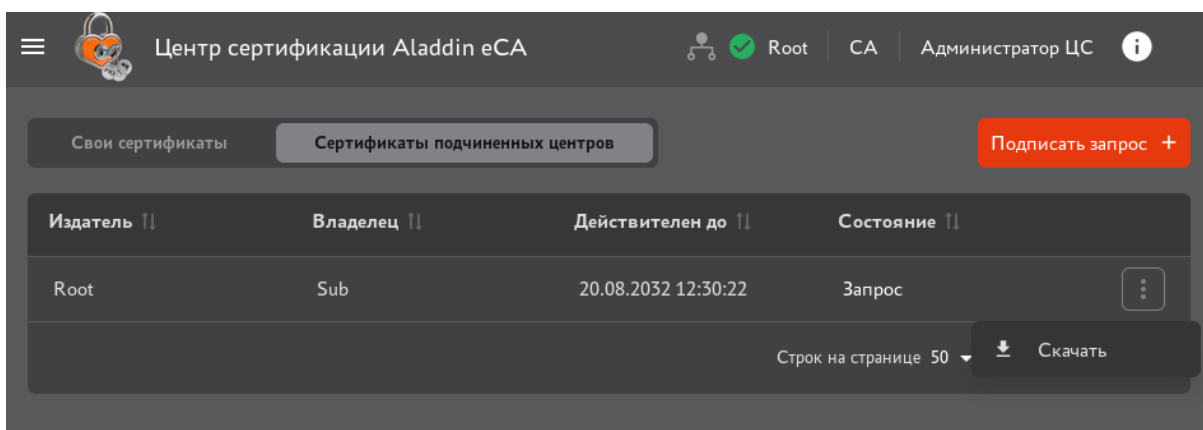 Центр сертификации Aladdin eCA Root CA Администратор ЦС i
Свои сертификаты Сертификаты подчиненных центров Подписать запрос +
Издатель Владелец Действителен до Состояние
Root Sub 20.08.2032 12:30:22 Запрос
Строк на странице 50 Скачать